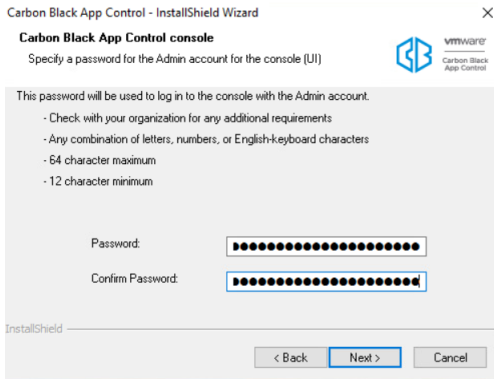 Carbon Black App Control - InstallShield Wizard
Carbon Black App Control console
Specify a password for the Admin account for the console (UI)
vmware
Carbon Black
App Control
This password will be used to log in to the console with the Admin account.
- Check with your organization for any additional requirements
- Any combination of letters, numbers, or English-keyboard characters
- 64 character maximum
- 12 character minimum
Password:
Confirm Password:
InstallShield
< Back
Next >
Cancel